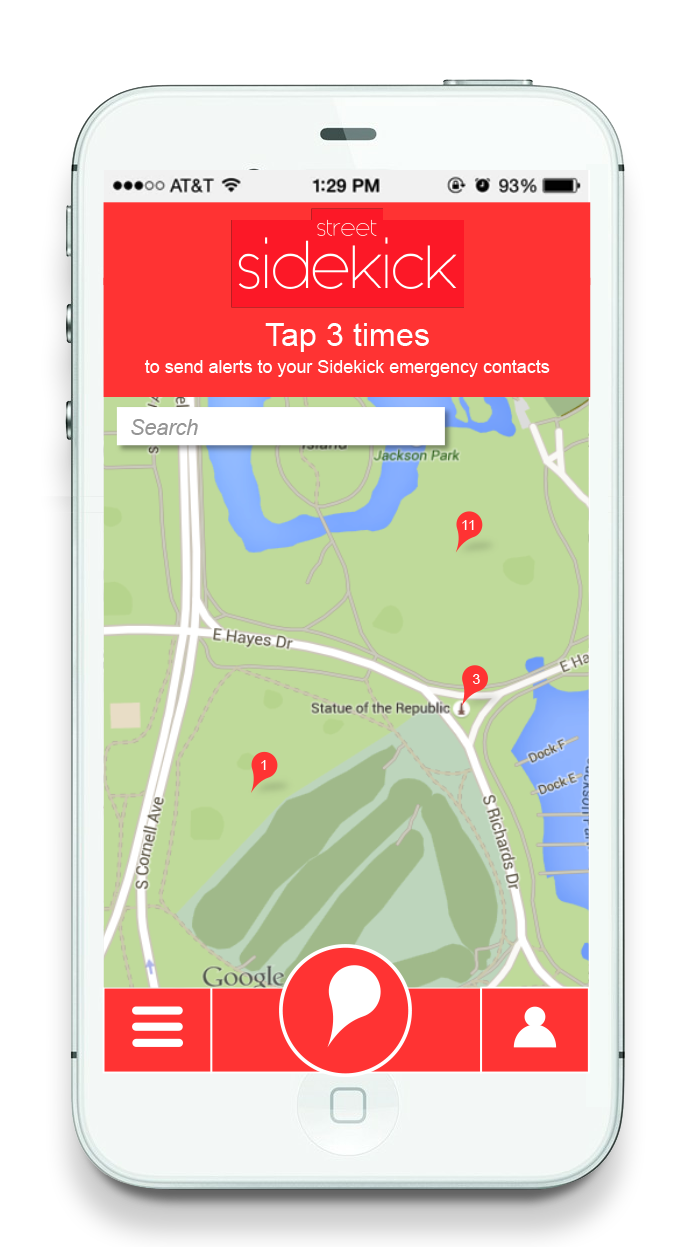 AT&T 1:29 PM 93%
street
sidekick
Tap 3 times
to send alerts to your Sidekick emergency contacts
Search
Island
Jackson Park
11
E Hayes Dr
3
E Ha
Statue of the Republic
Dock F
1
Dock E
S Cornell Ave
S Richards Dr
Google